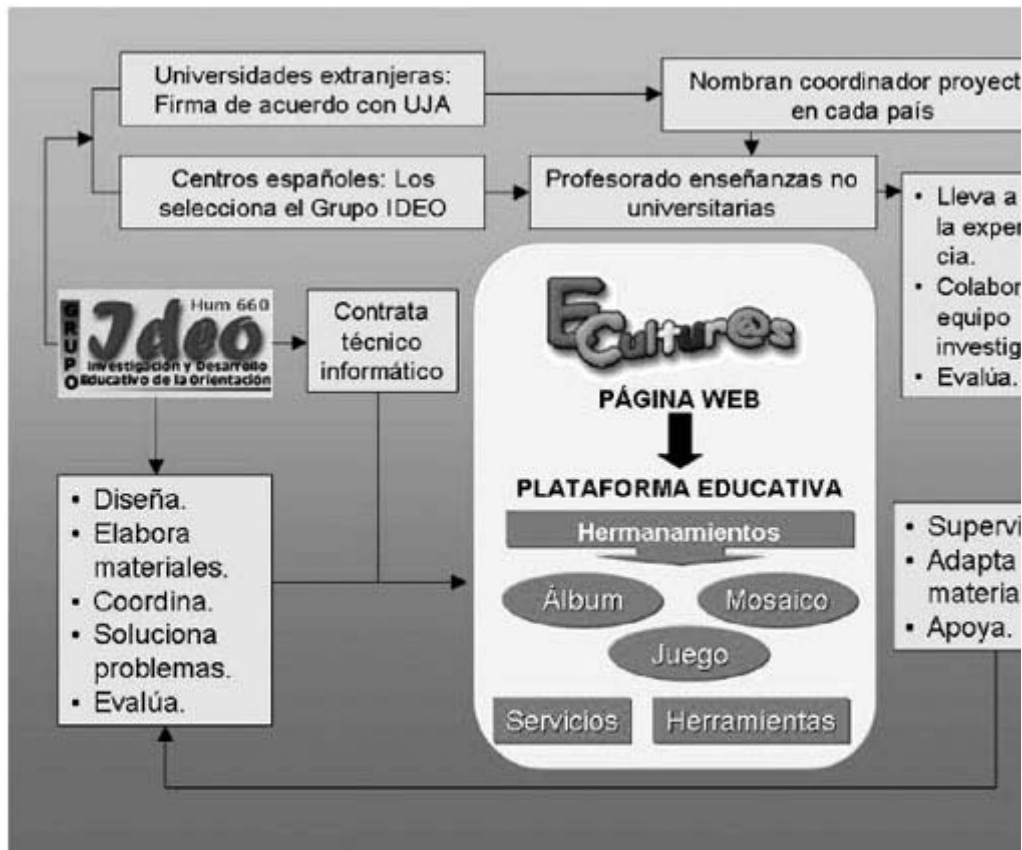 Universidades extranjeras:
Firma de acuerdo con UJA
Nombran coordinador proyect
en cada país
Centros españoles: Los
selecciona el Grupo IDEO
Profesorado enseñanzas no
universitarias
• Lleva a
la exper
cia.
• Colabor
equipo
investig
• Evalúa.
GRUPO
Hum 660
Ideo
Investigación y Desarrollo
Educativo de la Orientación
Contrata
técnico
informático
ECultur@s
PÁGINA WEB
PLATAFORMA EDUCATIVA
Hermanamientos
Álbum
Mosaico
Juego
Servicios
Herramientas
• Diseña.
• Elabora
materiales.
• Coordina.
• Soluciona
problemas.
• Evalúa.
• Supervi
• Adapta
materia
• Apoya.